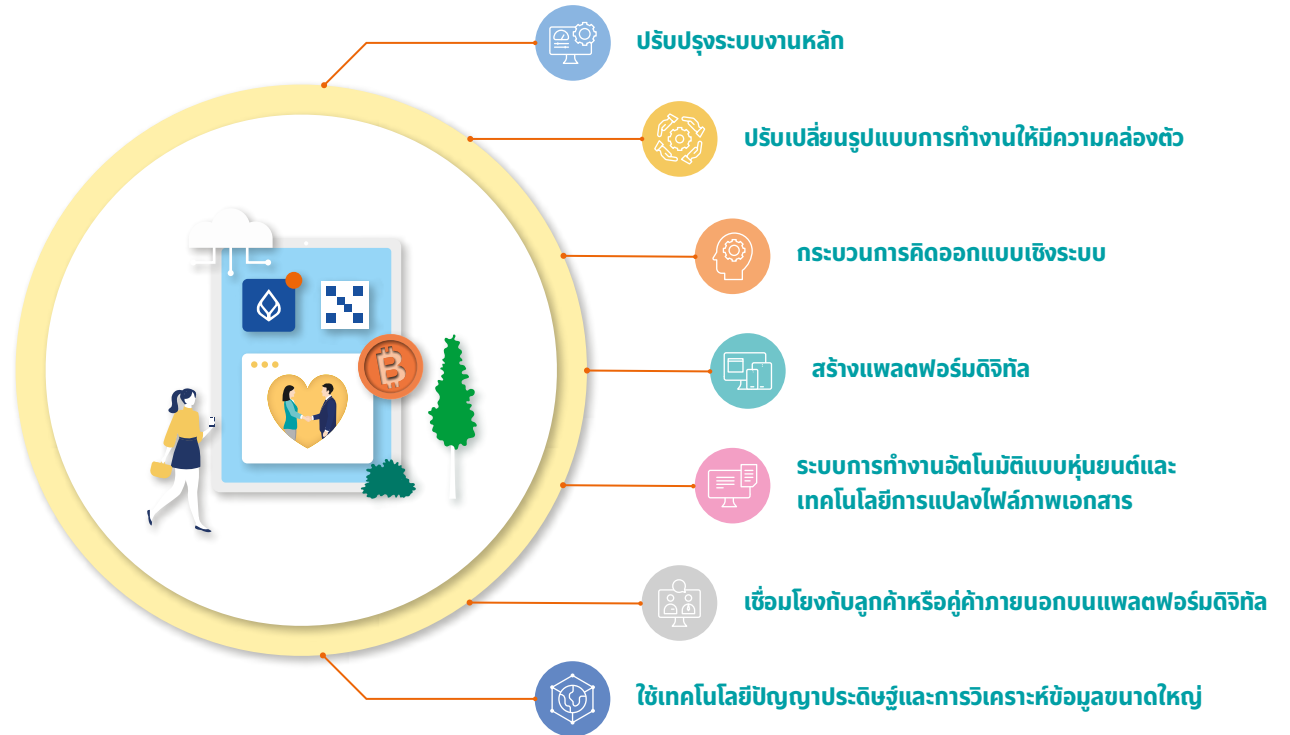 ปรับปรุงระบบงานหลัก
ปรับเปลี่ยนรูปแบบการทำงานให้มีความคล่องตัว
กระบวนการคิดออกแบบเชิงระบบ
สร้างแพลตฟอร์มดิจิทัล
ระบบการทำงานอัตโนมัติแบบหุ่นยนต์และ
เทคโนโลยีการแปลงไฟล์ภาพเอกสาร
เชื่อมโยงกับลูกค้าหรือคู่ค้าภายนอกบนแพลตฟอร์มดิจิทัล
ใช้เทคโนโลยีปัญญาประดิษฐ์และการวิเคราะห์ข้อมูลขนาดใหญ่